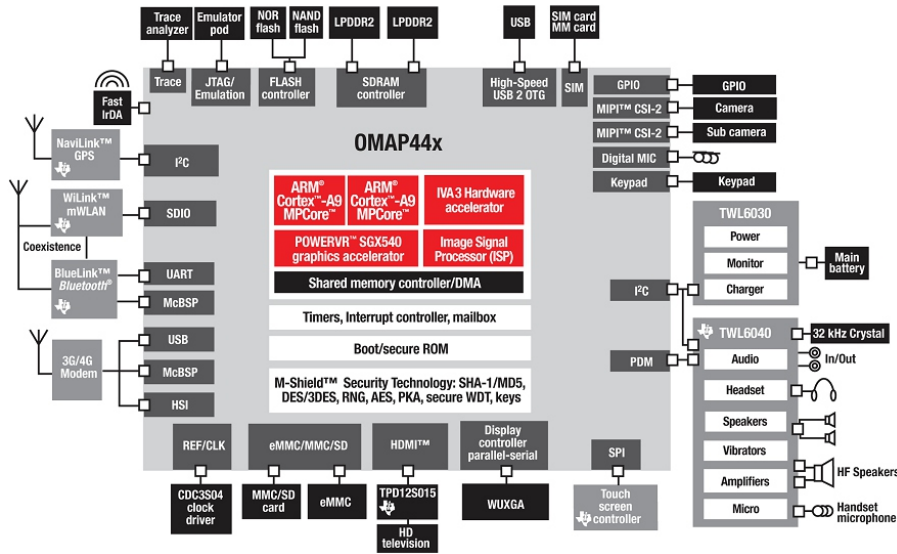 Trace
analyzer
Emulator
pod
NOR
flash
NAND
flash
LPDDR2
LPDDR2
USB
SIM card
MM card
Trace
JTAG/
Emulation
FLASH
controller
SDRAM
controller
High-Speed
USB 2 OTG
SIM
GPIO
GPIO
MIPI™ CSI-2
Camera
MIPI™ CSI-2
Sub camera
Digital MIC
Keypad
Keypad
Fast
IrDA
NaviLink™
GPS
I²C
WiLink™
mWLAN
SDIO
Coexistence
BlueLink™
Bluetooth®
UART
McBSP
3G/4G
Modem
USB
McBSP
HSI
OMAP44x
ARM®
Cortex™-A9
MPCore™
ARM®
Cortex™-A9
MPCore™
IVA3 Hardware
accelerator
POWERVR™ SGX540
graphics accelerator
Image Signal
Processor (ISP)
Shared memory controller/DMA
Timers, Interrupt controller, mailbox
Boot/secure ROM
M-Shield™ Security Technology: SHA-1/MD5,
DES/3DES, RNG, AES, PKA, secure WDT, keys
I²C
PDM
TWL6030
Power
Monitor
Charger
Main
battery
TWL6040
32 kHz Crystal
Audio
In/Out
Headset
Speakers
Vibrators
Amplifiers
HF Speakers
Micro
Handset
microphone
REF/CLK
eMMC/MMC/SD
HDMI™
Display
controller
parallel-serial
SPI
CDC3S04
clock
driver
MMC/SD
card
eMMC
TPD12S015
HD
television
WUXGA
Touch
screen
controller